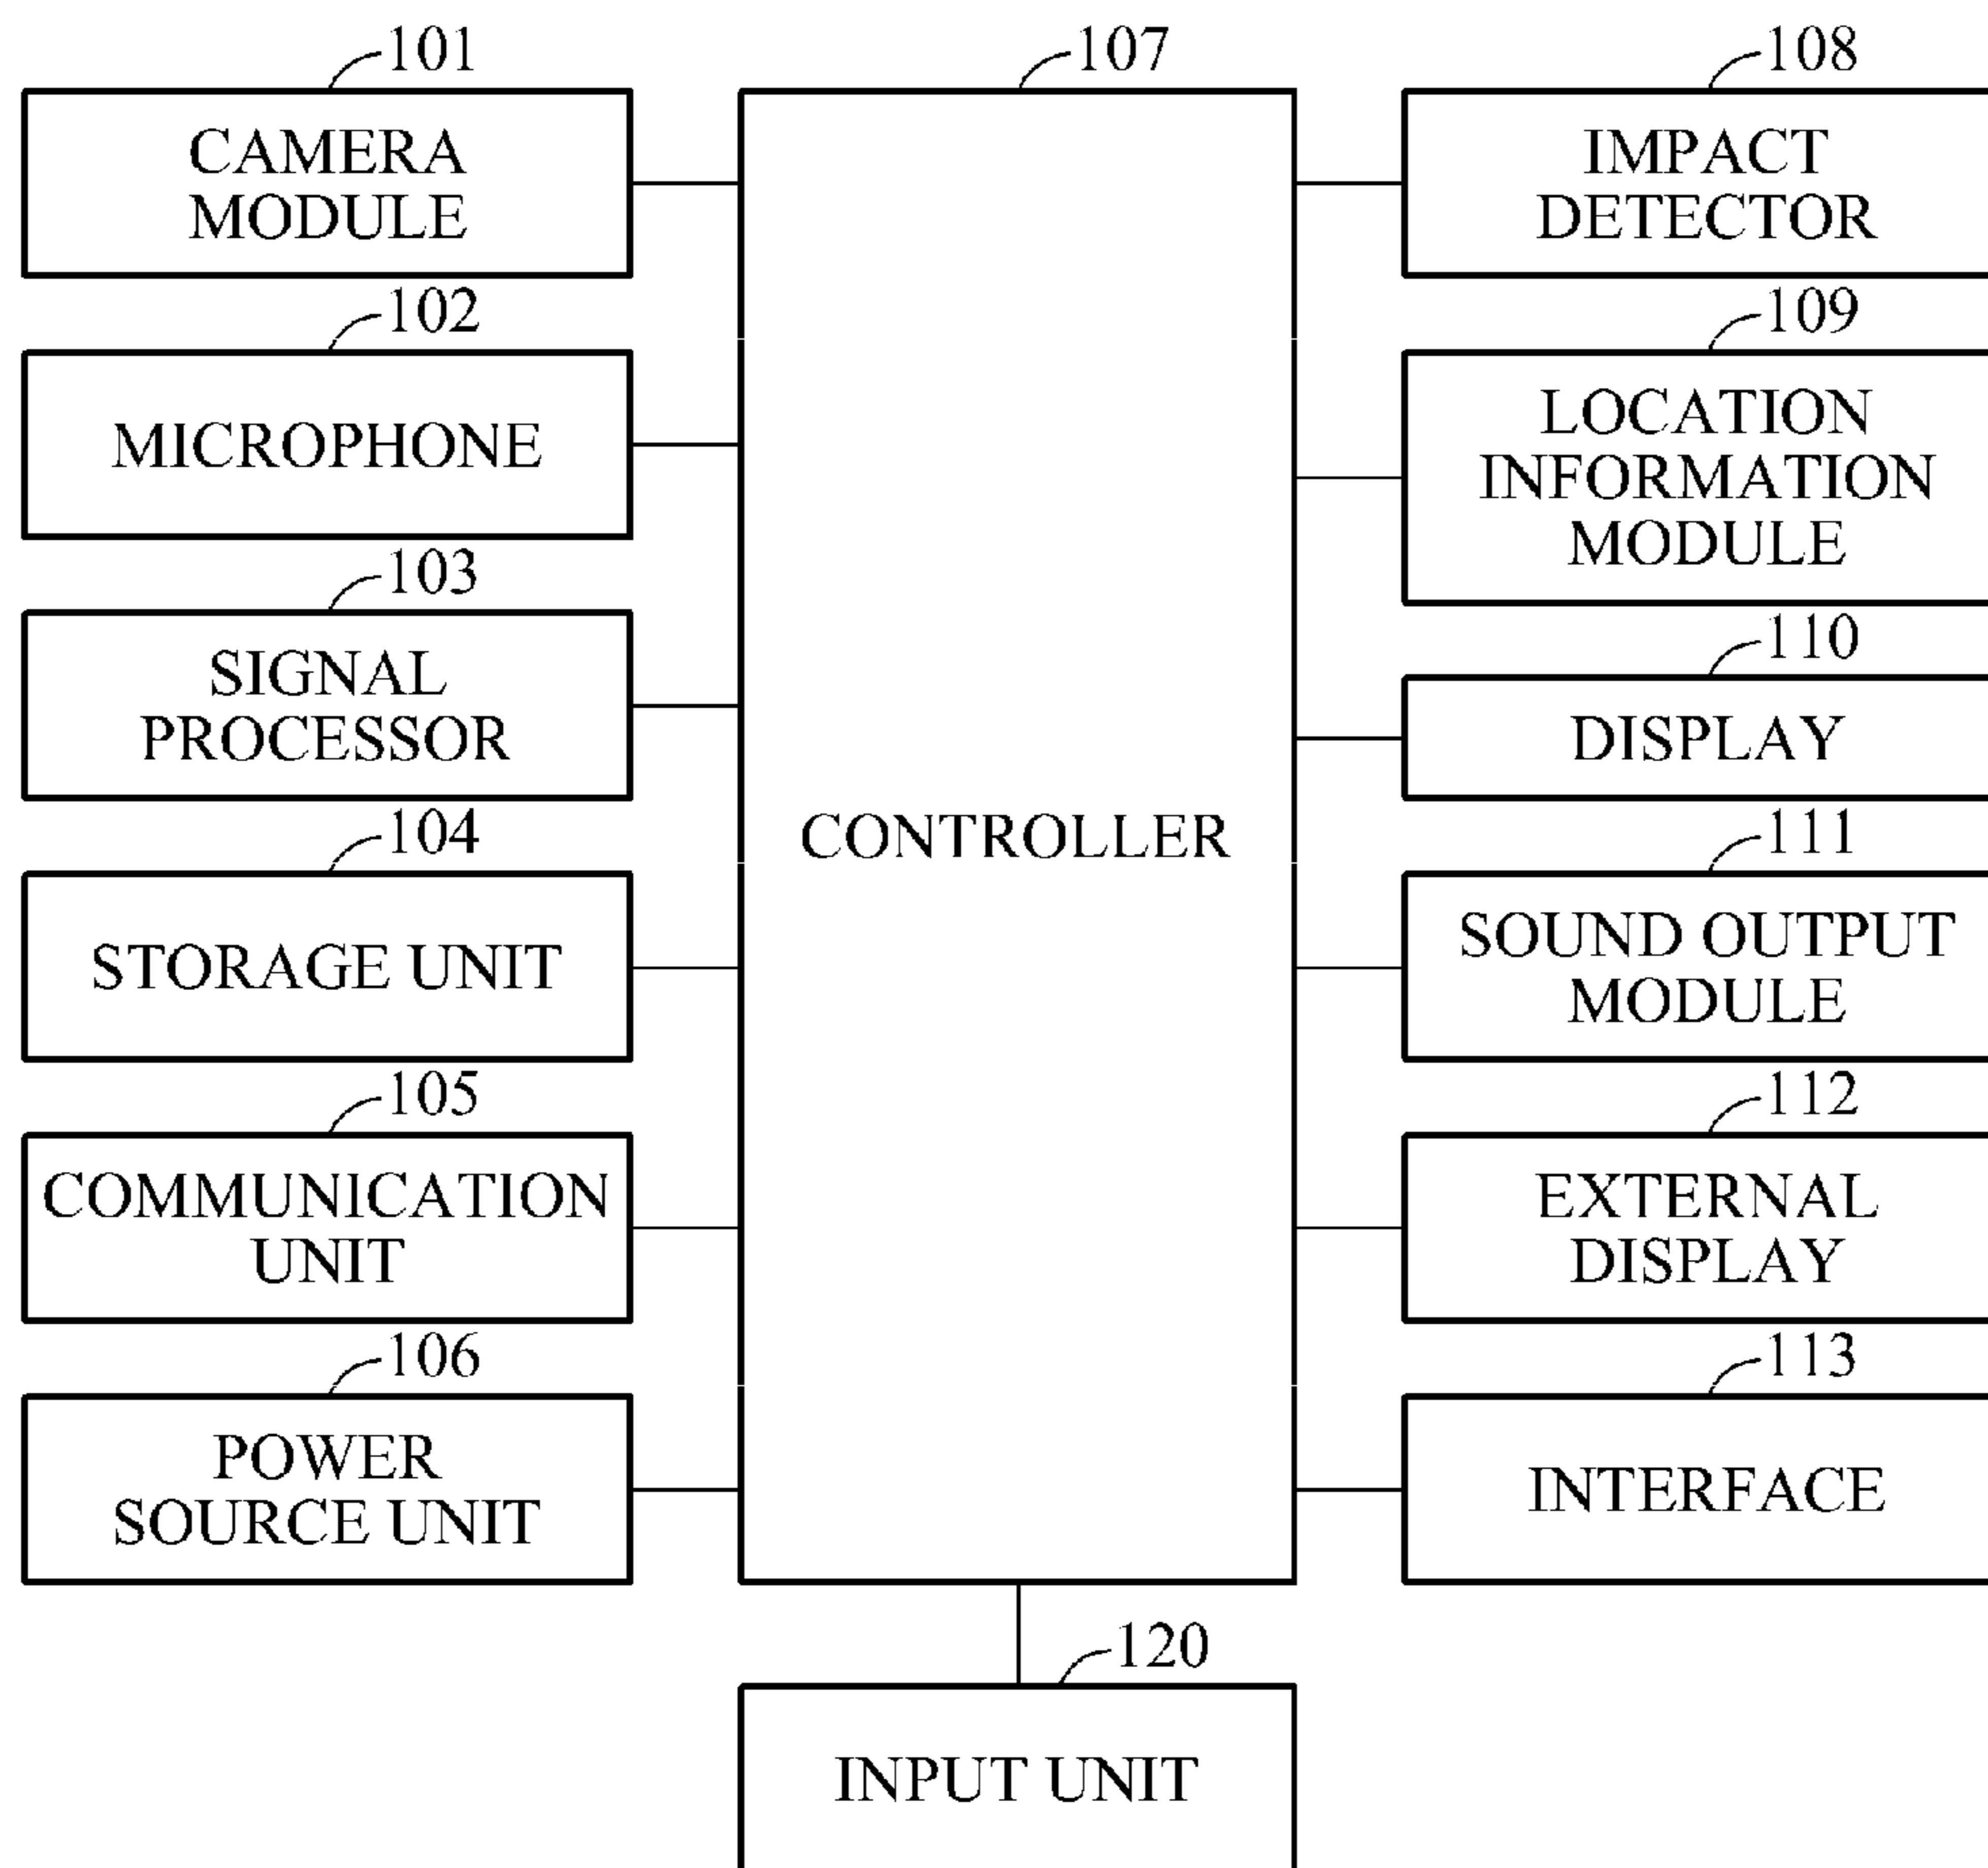 101
CAMERA
MODULE
102
MICROPHONE
103
SIGNAL
PROCESSOR
104
STORAGE UNIT
105
COMMUNICATION
UNIT
106
POWER
SOURCE UNIT
107
CONTROLLER
108
IMPACT
DETECTOR
109
LOCATION
INFORMATION
MODULE
110
DISPLAY
111
SOUND OUTPUT
MODULE
112
EXTERNAL
DISPLAY
113
INTERFACE
120
INPUT UNIT